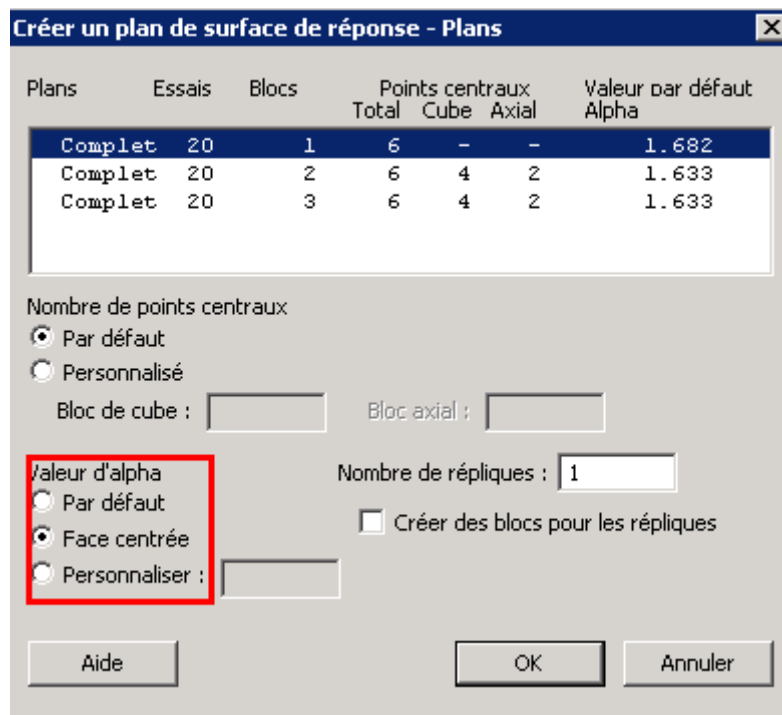 Créer un plan de surface de réponse - Plans
Plans Essais Blocs Points centraux Valeur par défaut
Total Cube Axial Alpha
Complet 20 1 6 - - 1.682
Complet 20 2 6 4 2 1.633
Complet 20 3 6 4 2 1.633
Nombre de points centraux
Par défaut
Personnalisé
Bloc de cube : Bloc axial :
Valeur d'alpha Nombre de répliques : 1
Par défaut
Créer des blocs pour les répliques
Face centrée
Personnaliser :
Aide OK Annuler